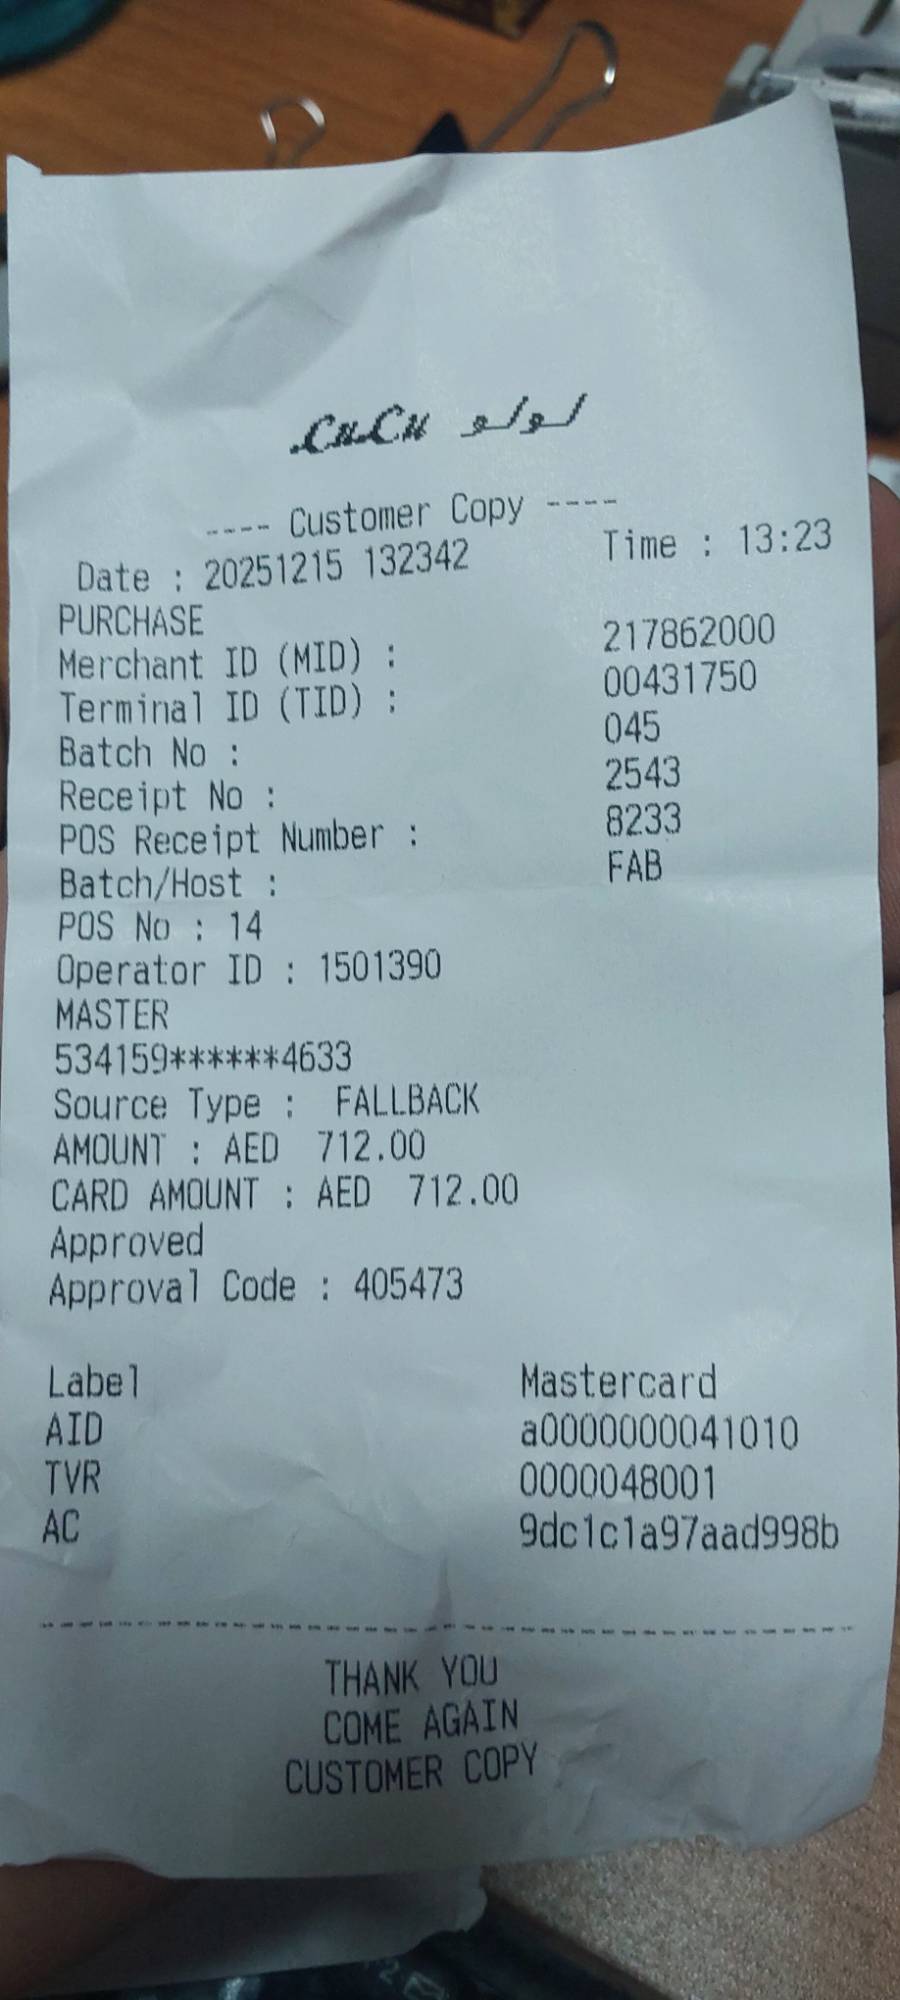 LuLu لولو
---- Customer Copy ----
Date : 20251215 132342 Time : 13:23
PURCHASE
Merchant ID (MID) : 217862000
Terminal ID (TID) : 00431750
Batch No : 045
Receipt No : 2543
POS Receipt Number : 8233
Batch/Host : FAB
POS No : 14
Operator ID : 1501390
MASTER
534159******4633
Source Type : FALLBACK
AMOUNT : AED 712.00
CARD AMOUNT : AED 712.00
Approved
Approval Code : 405473
Label Mastercard
AID a0000000041010
TVR 0000048001
AC 9dc1c1a97aad998b
THANK YOU
COME AGAIN
CUSTOMER COPY